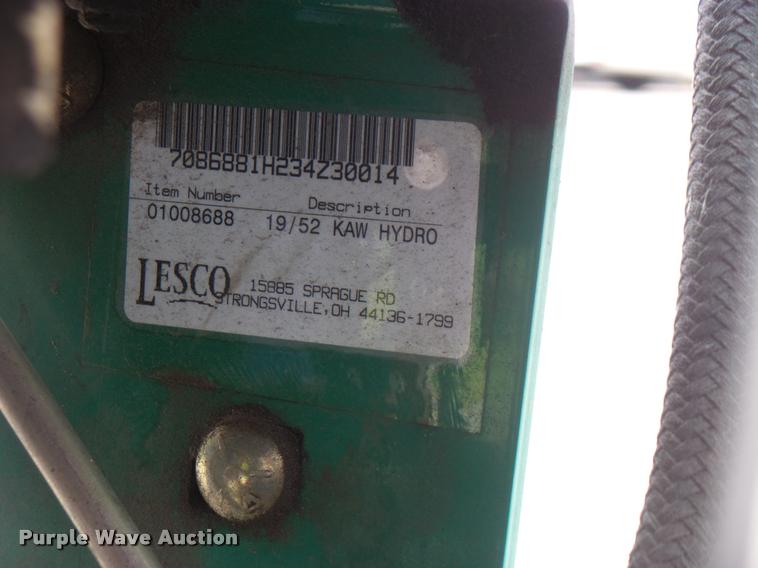 7086881H234Z30014
Item Number Description
01008688 19/52 KAW HYDRO
LESCO
15885 SPRAGUE RD
STRONGSVILLE, OH 44136-1799
Purple Wave Auction